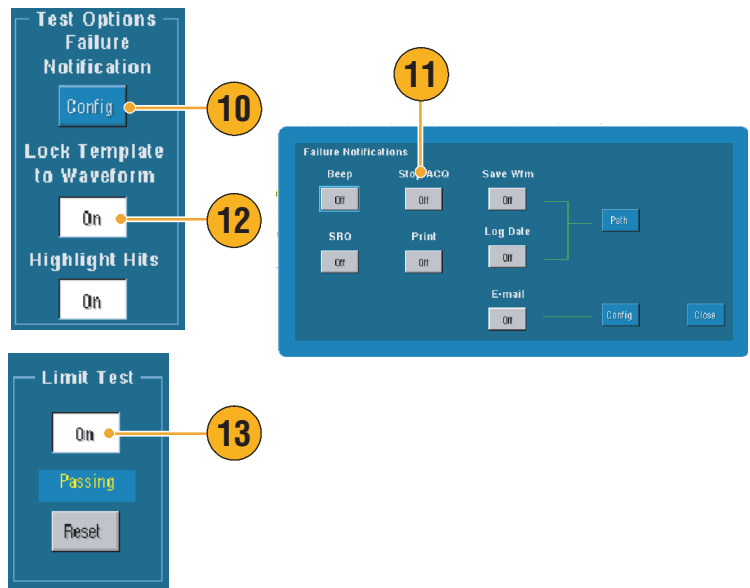 Test Options
Failure
Notification
Config
10
Lock Template
to Waveform
On
12
Highlight Hits
On
11
Failure Notifications
Beep
Stop ACQ
Save Wfm
Off
Off
Off
Path
SRQ
Print
Log Date
Off
Off
Off
E-mail
Off
Config
Close
Limit Test
On
13
Passing
Reset